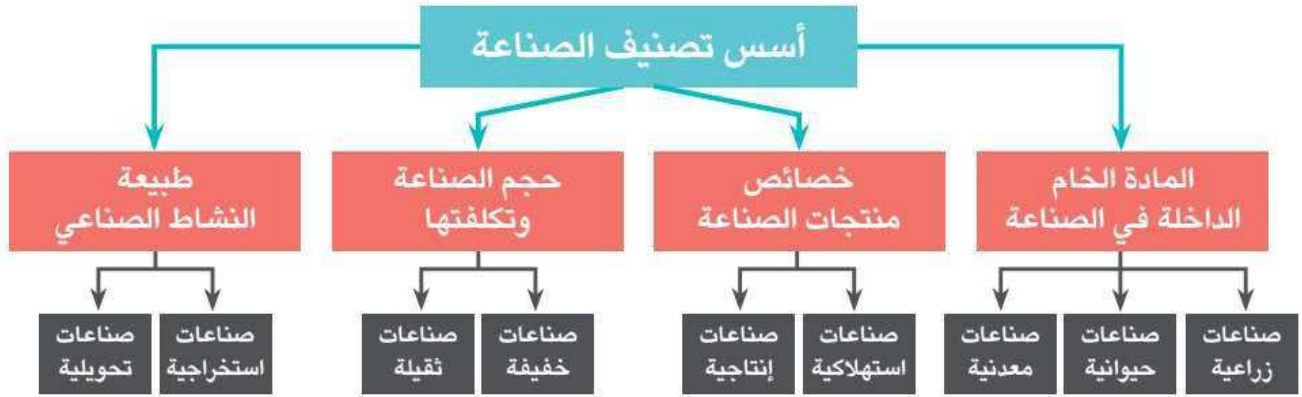 أسس تصنيف الصناعة
المادة الخام
الداخلة في الصناعة
خصائص
منتجات الصناعة
حجم الصناعة
وتكلفتها
طبيعة
النشاط الصناعي
صناعات
زراعية
صناعات
حيوانية
صناعات
معدنية
صناعات
استهلاكية
صناعات
إنتاجية
صناعات
خفيفة
صناعات
ثقيلة
صناعات
استخراجية
صناعات
تحويلية